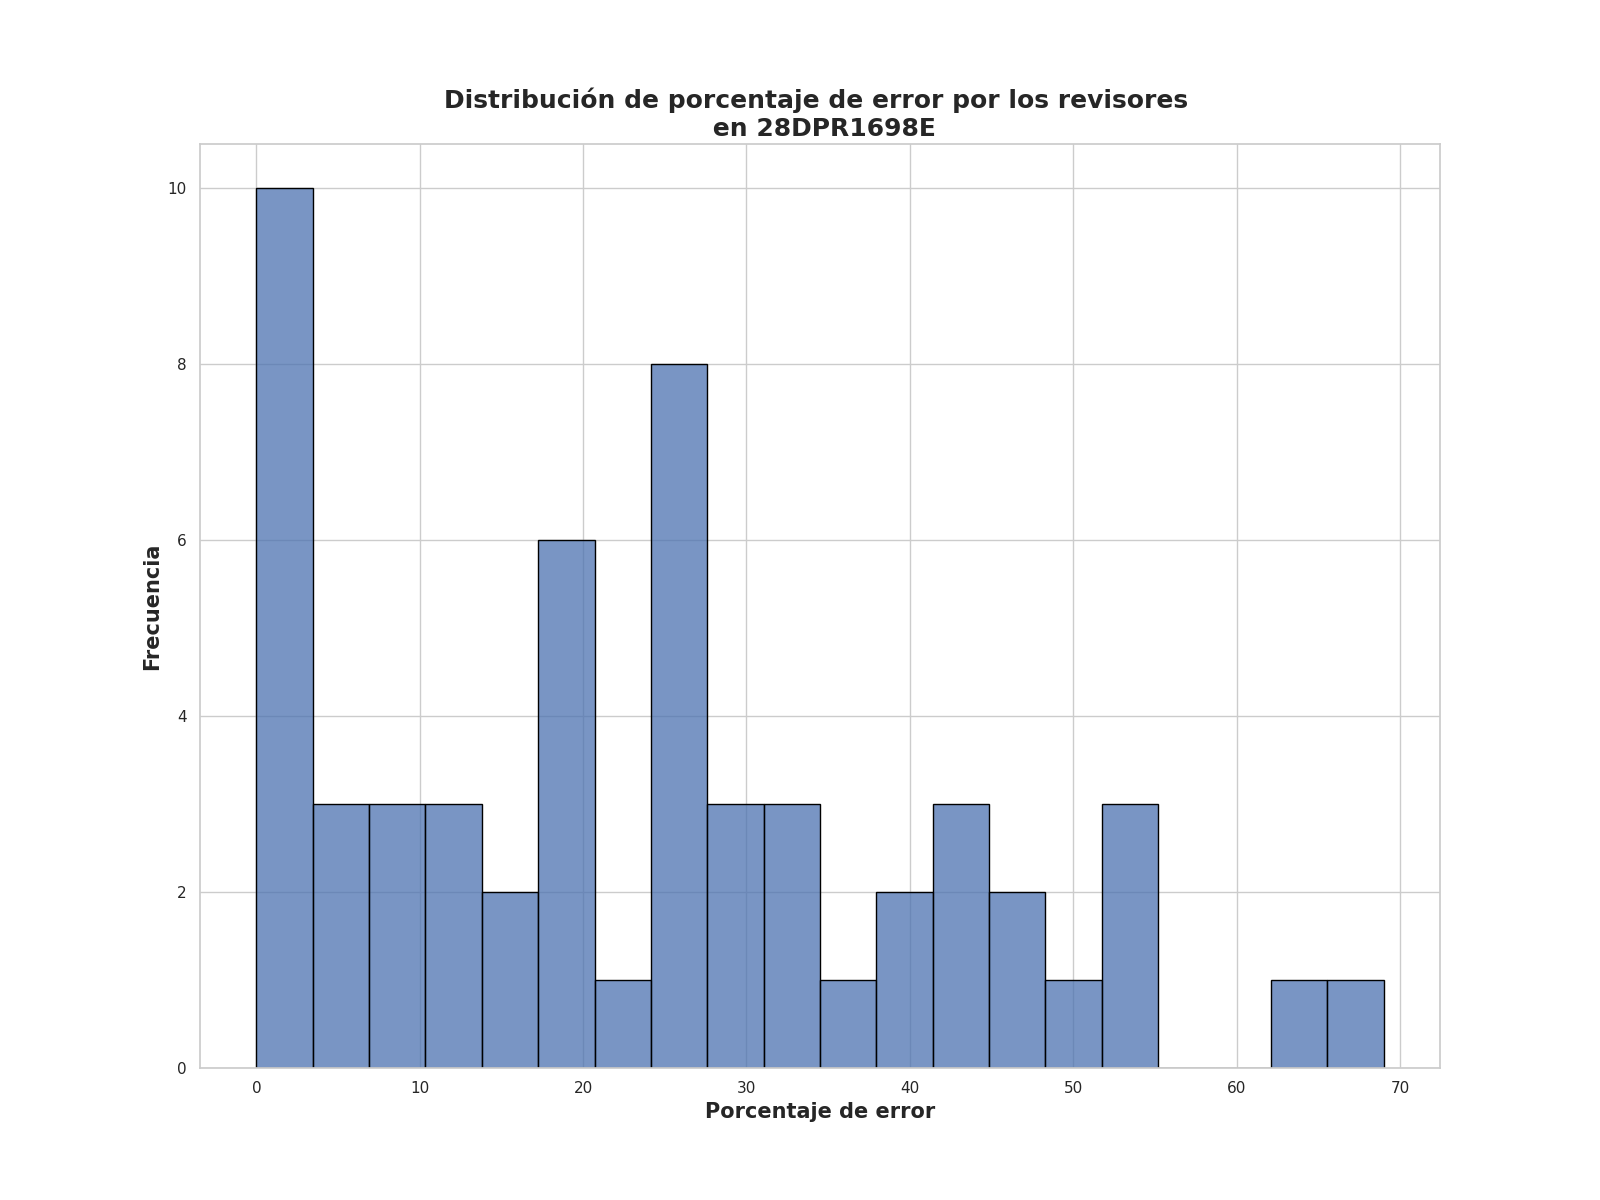 Distribución de porcentaje de error por los revisores
en 28DPR1698E
10
8
6
4
2
0
Frecuencia
0 10 20 30 40 50 60 70
Porcentaje de error